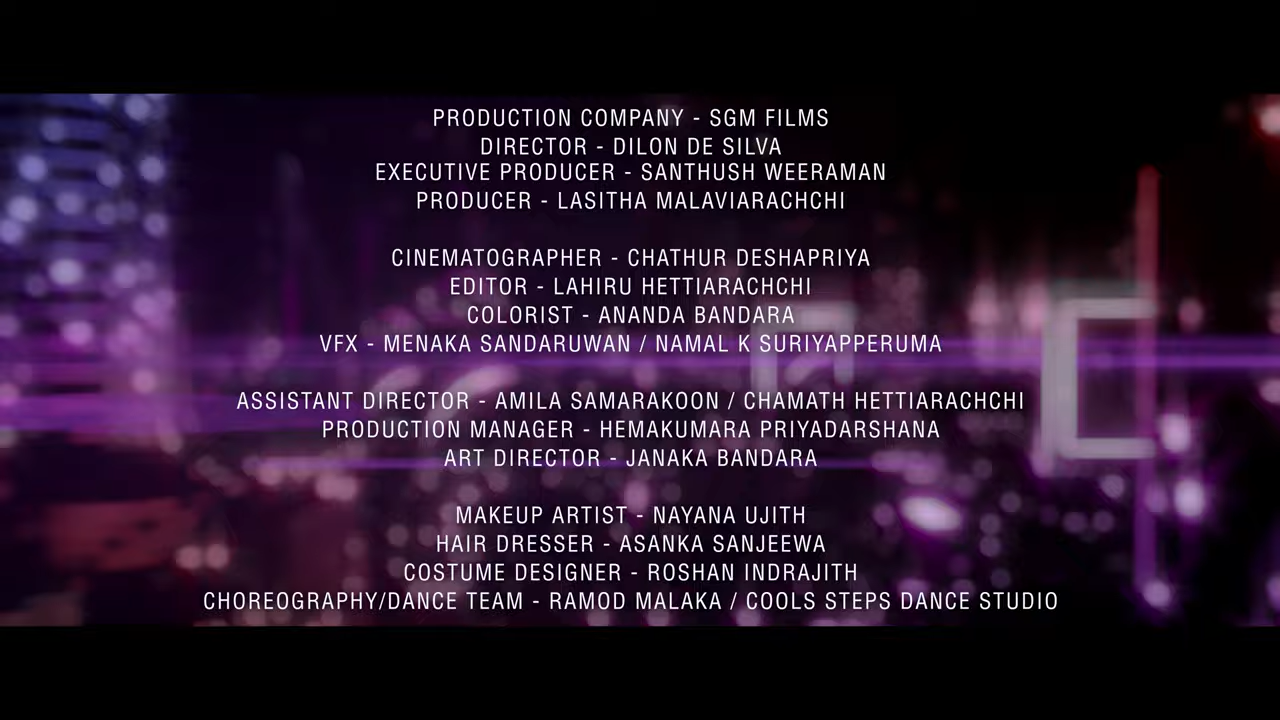 PRODUCTION COMPANY - SGM FILMS
DIRECTOR - DILON DE SILVA
EXECUTIVE PRODUCER - SANTHUSH WEERAMAN
PRODUCER - LASITHA MALAVIARACHCHI
CINEMATOGRAPHER - CHATHUR DESHAPRIYA
EDITOR - LAHIRU HETTIARACHCHI
COLORIST - ANANDA BANDARA
VFX - MENAKA SANDARUWAN / NAMAL K SURIYAPPERUMA
ASSISTANT DIRECTOR - AMILA SAMARAKOON / CHAMATH HETTIARACHCHI
PRODUCTION MANAGER - HEMAKUMARA PRIYADARSHANA
ART DIRECTOR - JANAKA BANDARA
MAKEUP ARTIST - NAYANA UJITH
HAIR DRESSER - ASANKA SANJEEWA
COSTUME DESIGNER - ROSHAN INDRAJITH
CHOREOGRAPHY/DANCE TEAM - RAMOD MALAKA / COOLS STEPS DANCE STUDIO